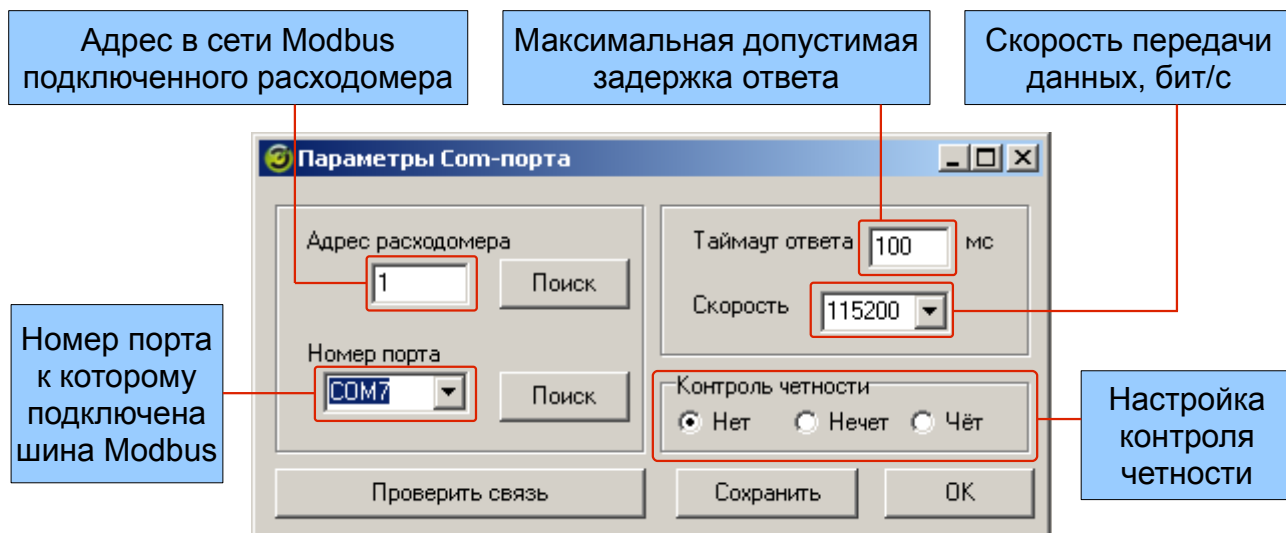 Адрес в сети Modbus
подключенного расходомера
Максимальная допустимая
задержка ответа
Скорость передачи
данных, бит/с
Параметры Com-порта
Адрес расходомера
1
Поиск
Таймаут ответа 100 мс
Скорость 115200
Номер порта
к которому
подключена
шина Modbus
Номер порта
COM7
Поиск
Контроль четности
Нет Нечет Чёт
Настройка
контроля
четности
Проверить связь
Сохранить
OK